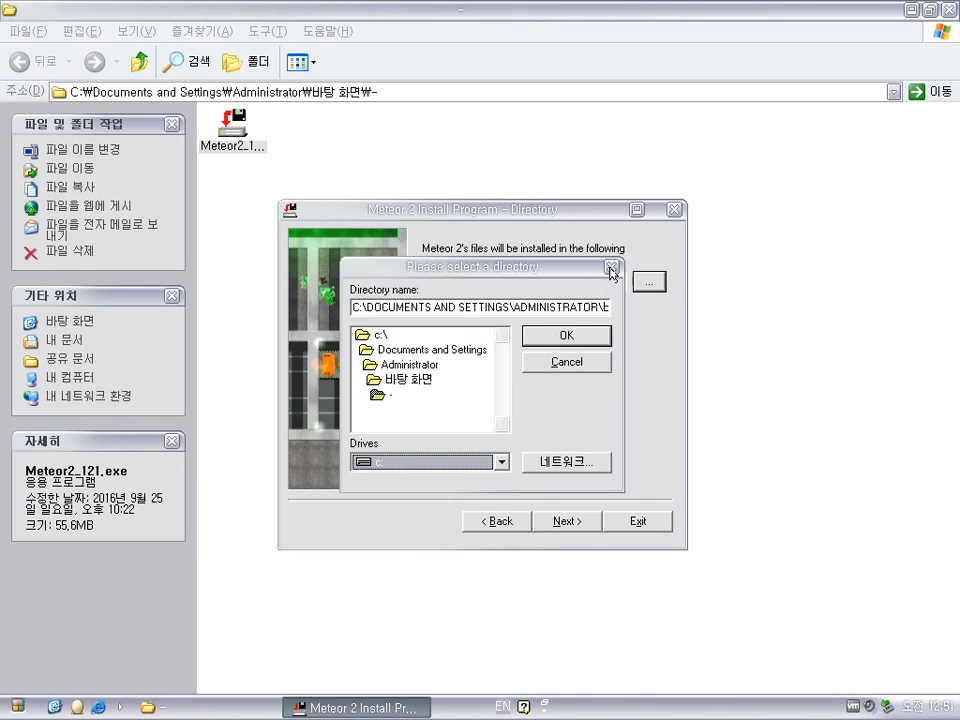 -
파일(F) 편집(E) 보기(V) 즐겨찾기(A) 도구(T) 도움말(H)
뒤로 검색 폴더
주소(D) C:₩Documents and Settings₩Administrator₩바탕 화면₩- 이동
파일 및 폴더 작업
파일 이름 변경
파일 이동
파일 복사
파일을 웹에 게시
파일을 전자 메일로 보
내기
파일 삭제
기타 위치
바탕 화면
내 문서
공유 문서
내 컴퓨터
내 네트워크 환경
자세히
Meteor2_121.exe
응용 프로그램
수정한 날짜: 2016년 9월 25
일 일요일, 오후 10:22
크기: 55.6MB
Meteor2_1...
Meteor 2 Install Program - Directory
Meteor 2's files will be installed in the following
...
Please select a directory
Directory name:
C:\DOCUMENTS AND SETTINGS\ADMINISTRATOR\
c:\
Documents and Settings
Administrator
바탕 화면
-
Drives
c:
OK
Cancel
네트워크...
< Back Next > Exit
-
Meteor 2 Install Pr...
EN
오전 12:51